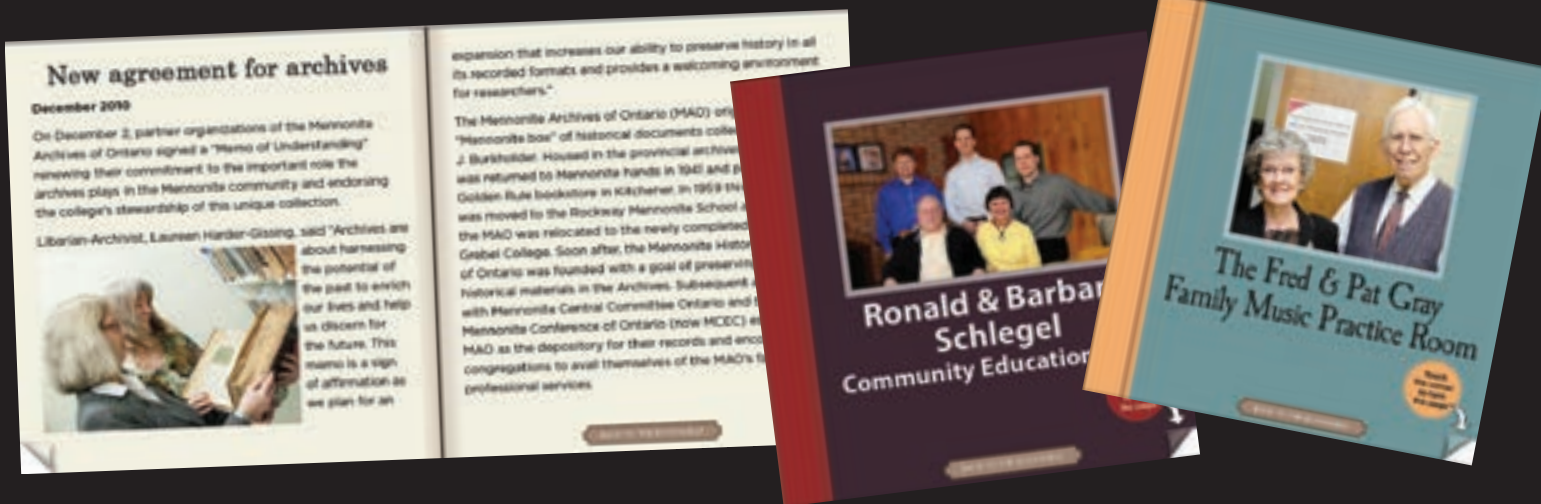 New agreement for archives
December 2010
On December 2, partner organizations of the Mennonite
Archives of Ontario signed a "Memo of Understanding"
renewing their commitment to the important role the
archives plays in the Mennonite community and endorsing
the college's stewardship of this unique collection.
Librarian-Archivist, Laureen Harder-Gissing, said "Archives are
about harnessing
the potential of
the past to enrich
our lives and help
us discern for
the future. This
memo is a sign
of affirmation as
we plan for an
expansion that increases our ability to preserve history in all
its recorded formats and provides a welcoming environment
for researchers."
The Mennonite Archives of Ontario (MAO)
"Mennonite box" of historical documents
J. Burkholder. Housed in the provincial
was returned to Mennonite hands in 1941 and
Golden Rule bookstore in Kitchener. In 1959
was moved to the Rockway Mennonite School
the MAO was relocated to the newly completed
Grebel College. Soon after, the Mennonite
of Ontario was founded with a goal of
historical materials in the Archives. Subsequent
with Mennonite Central Committee Ontario and
Mennonite Conference of Ontario (now MCEC)
MAO as the depository for their records and
congregations to avail themselves of the MAO's
professional services.
Ronald & Barbar
Schlegel
Community Education
The Fred & Pat Gray
Family Music Practice Room
Touch
the corner
to turn
the page